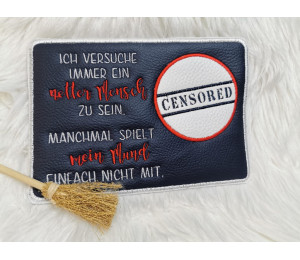 ICH VERSUCHE
IMMER EIN
netter Mensch
ZU SEIN.
MANCHMAL SPIELT
mein Mund
EINFACH NICHT MIT.
CENSORED